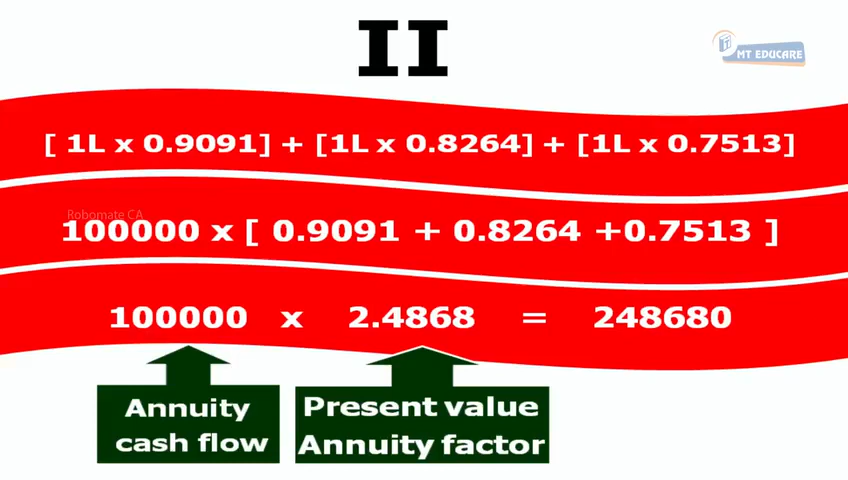 II
MT EDUCARE
[ 1L x 0.9091] + [1L x 0.8264] + [1L x 0.7513]
Robomate CA
100000 x [ 0.9091 + 0.8264 +0.7513 ]
100000 x 2.4868 = 248680
Annuity
cash flow
Present value
Annuity factor